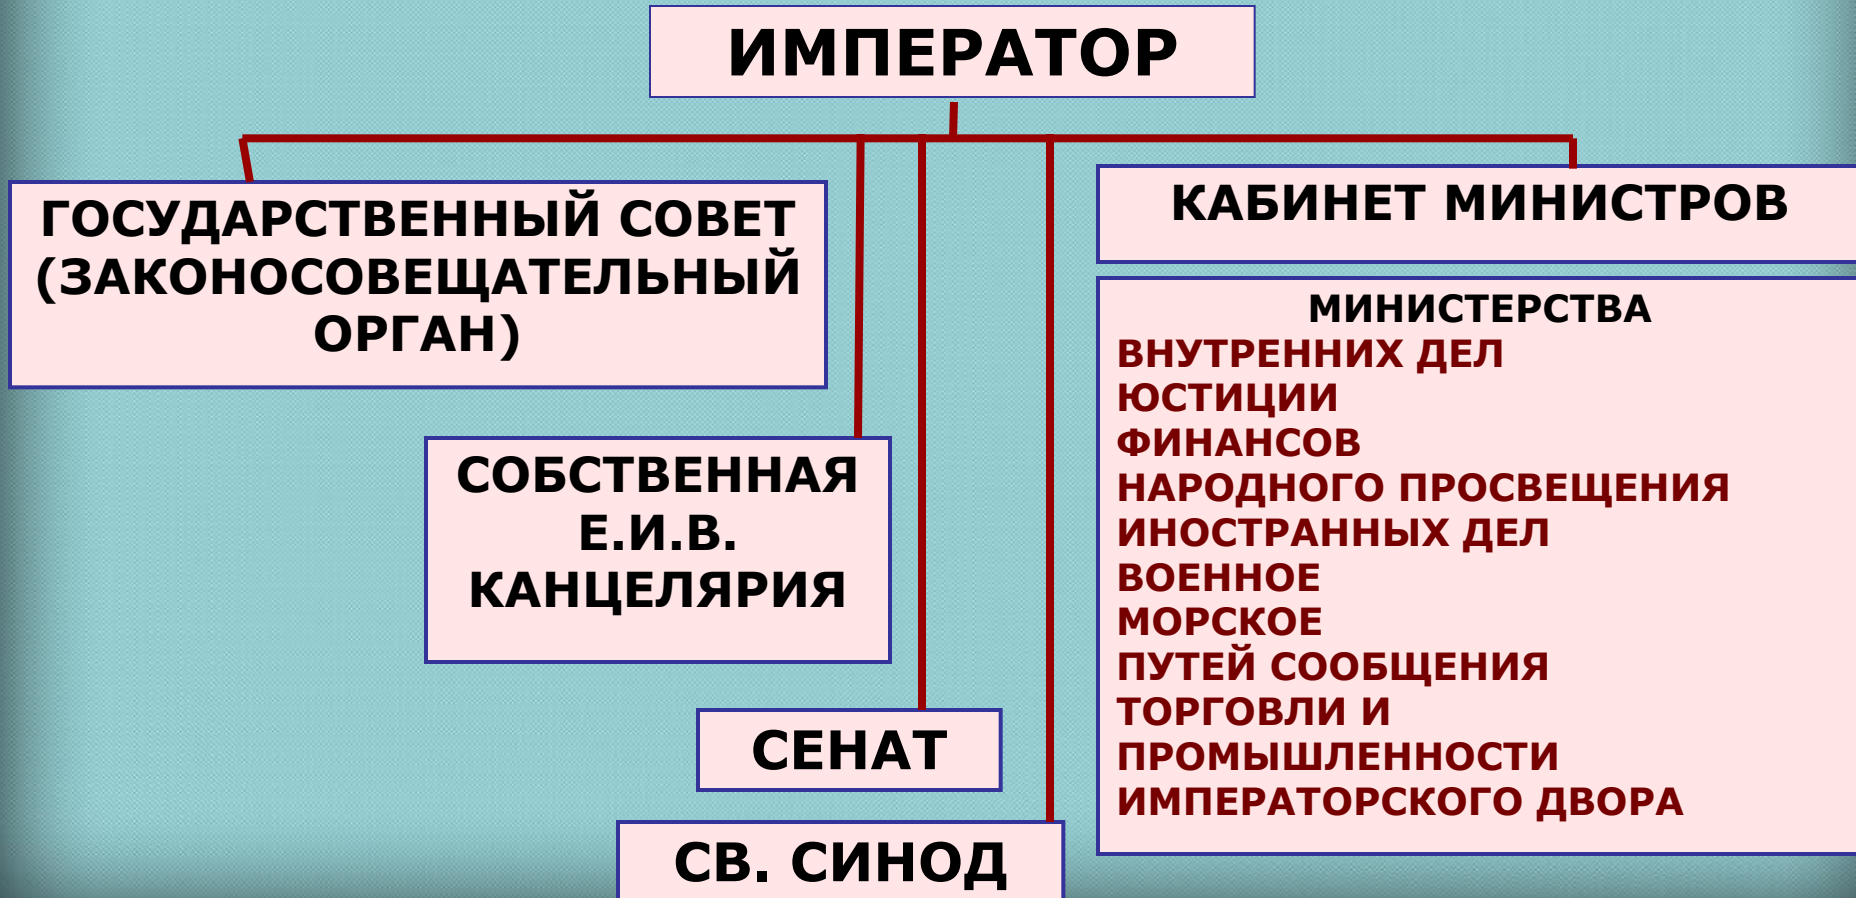 ИМПЕРАТОР
ГОСУДАРСТВЕННЫЙ СОВЕТ
(ЗАКОНОСОВЕЩАТЕЛЬНЫЙ
ОРГАН)
КАБИНЕТ МИНИСТРОВ
МИНИСТЕРСТВА
ВНУТРЕННИХ ДЕЛ
ЮСТИЦИИ
ФИНАНСОВ
НАРОДНОГО ПРОСВЕЩЕНИЯ
ИНОСТРАННЫХ ДЕЛ
ВОЕННОЕ
МОРСКОЕ
ПУТЕЙ СООБЩЕНИЯ
ТОРГОВЛИ И
ПРОМЫШЛЕННОСТИ
ИМПЕРАТОРСКОГО ДВОРА
СОБСТВЕННАЯ
Е.И.В.
КАНЦЕЛЯРИЯ
СЕНАТ
СВ. СИНОД